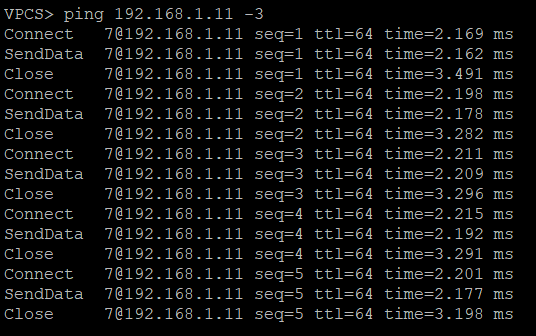 VPCS> ping 192.168.1.11 -3
Connect   7@192.168.1.11 seq=1 ttl=64 time=2.169 ms
SendData  7@192.168.1.11 seq=1 ttl=64 time=2.162 ms
Close     7@192.168.1.11 seq=1 ttl=64 time=3.491 ms
Connect   7@192.168.1.11 seq=2 ttl=64 time=2.198 ms
SendData  7@192.168.1.11 seq=2 ttl=64 time=2.178 ms
Close     7@192.168.1.11 seq=2 ttl=64 time=3.282 ms
Connect   7@192.168.1.11 seq=3 ttl=64 time=2.211 ms
SendData  7@192.168.1.11 seq=3 ttl=64 time=2.209 ms
Close     7@192.168.1.11 seq=3 ttl=64 time=3.296 ms
Connect   7@192.168.1.11 seq=4 ttl=64 time=2.215 ms
SendData  7@192.168.1.11 seq=4 ttl=64 time=2.192 ms
Close     7@192.168.1.11 seq=4 ttl=64 time=3.291 ms
Connect   7@192.168.1.11 seq=5 ttl=64 time=2.201 ms
SendData  7@192.168.1.11 seq=5 ttl=64 time=2.177 ms
Close     7@192.168.1.11 seq=5 ttl=64 time=3.198 ms